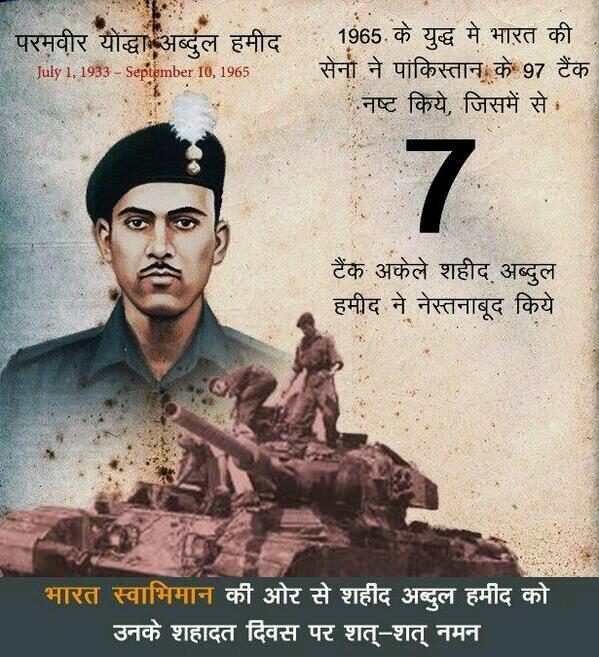 परमवीर योद्धा अब्दुल हमीद
July 1, 1933 – September 10, 1965
1965 के युद्ध मे भारत की
सेना ने पांकिस्तान के 97 टैंक
नष्ट किये, जिसमें से
7
टैंक अकेले शहीद अब्दुल
हमीद ने नेस्तनाबूद किये
भारत स्वाभिमान की ओर से शहीद अब्दुल हमीद को
उनके शहादत दिवस पर शत्–शत् नमन